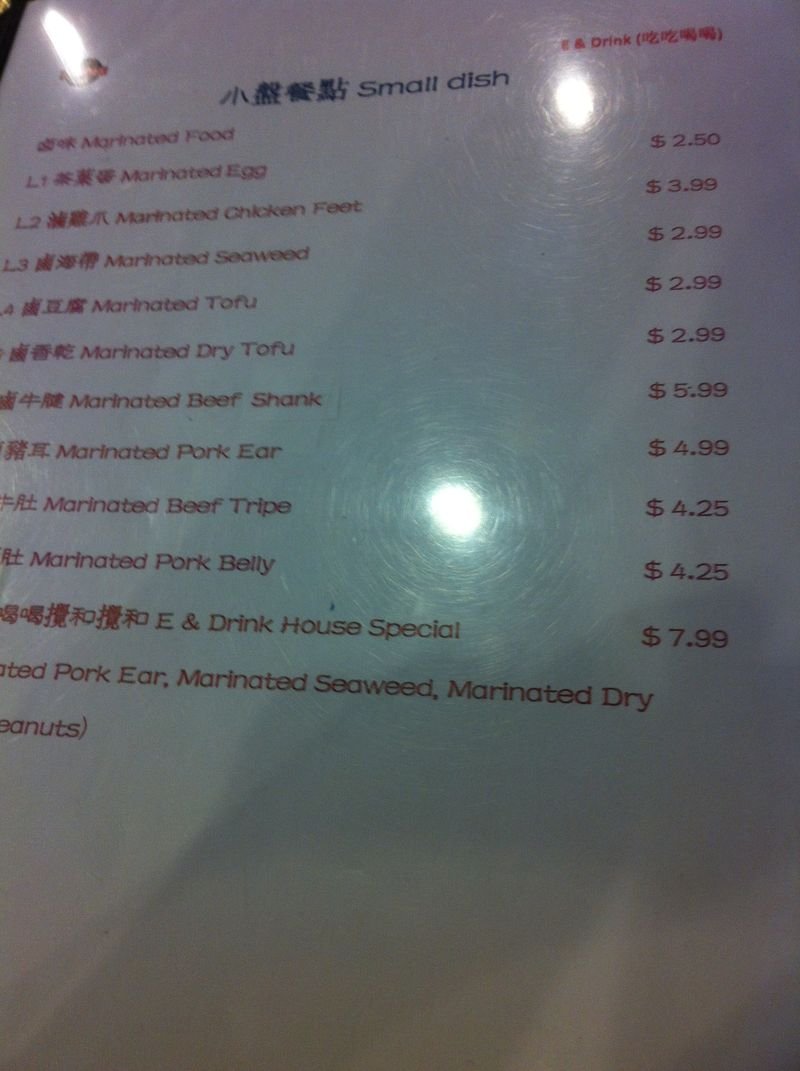 E & Drink (吃吃喝喝)
小盤餐點 Small dish
卤味 Marinated Food
L1 茶葉蛋 Marinated Egg $ 2.50
L2 滷雞爪 Marinated Chicken Feet $ 3.99
L3 卤海帶 Marinated Seaweed $ 2.99
4 卤豆腐 Marinated Tofu $ 2.99
卤香乾 Marinated Dry Tofu $ 2.99
卤牛腱 Marinated Beef Shank $ 5.99
豬耳 Marinated Pork Ear $ 4.99
牛肚 Marinated Beef Tripe $ 4.25
肚 Marinated Pork Belly $ 4.25
喝喝攪和攪和 E & Drink House Special $ 7.99
ated Pork Ear, Marinated Seaweed, Marinated Dry
eanuts)